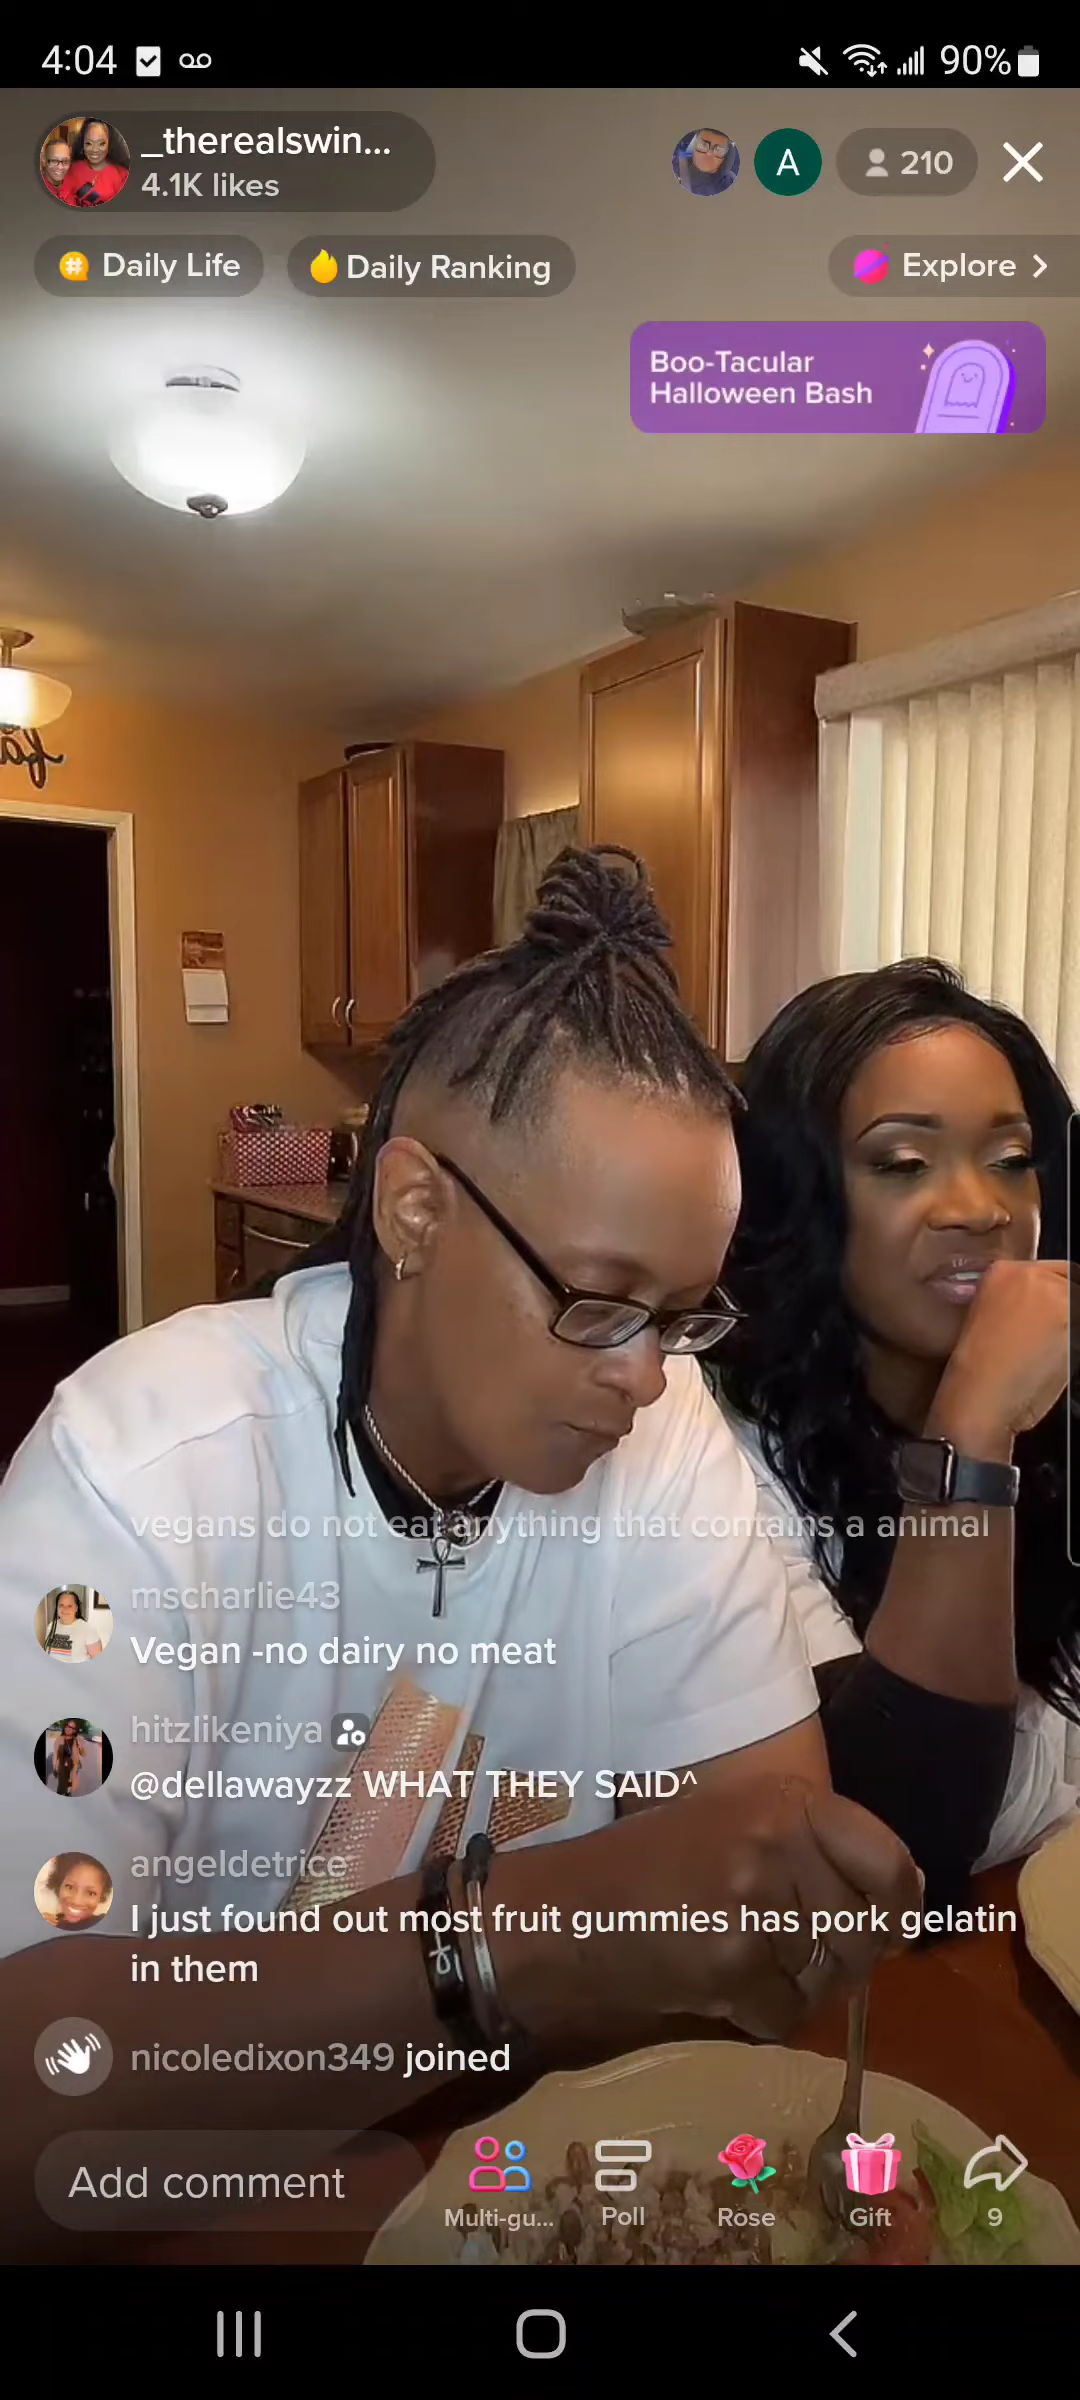 4:04
90%
_therealswin...
4.1K likes
A
210
Daily Life
Daily Ranking
Explore >
Boo-Tacular
Halloween Bash
vegans do not eat anything that contains a animal
mscharlie43
Vegan -no dairy no meat
hitzlikeniya
@dellawayzz WHAT THEY SAID^
angeldetrice
I just found out most fruit gummies has pork gelatin
in them
nicoledixon349 joined
Add comment
Multi-gu...
Poll
Rose
Gift
9